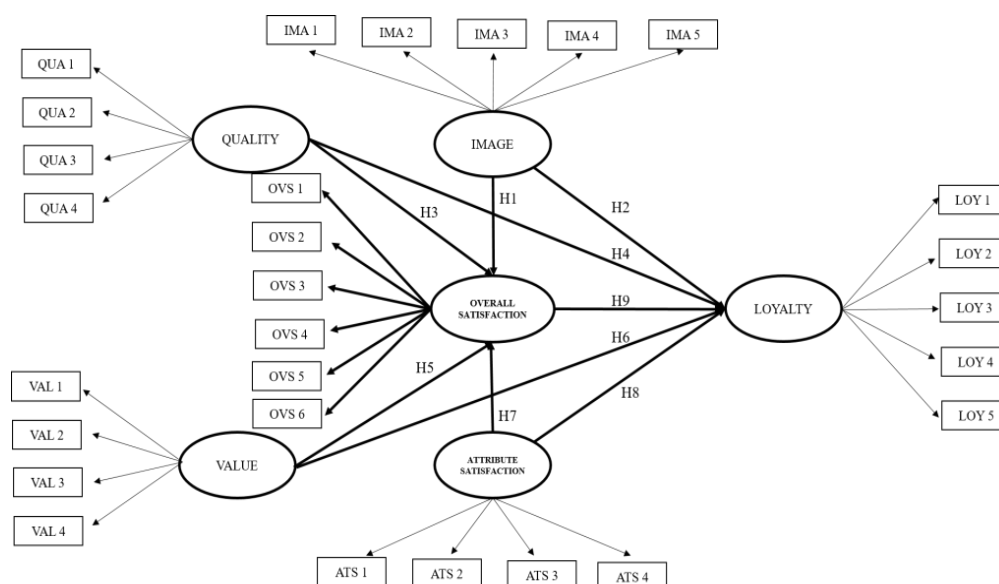 IMA 1
IMA 2
IMA 3
IMA 4
IMA 5
QUA 1
QUA 2
QUA 3
QUA 4
QUALITY
IMAGE
OVS 1
OVS 2
OVS 3
OVS 4
OVS 5
OVS 6
H3
H1
H2
H4
OVERALL
SATISFACTION
H9
LOYALTY
LOY 1
LOY 2
LOY 3
LOY 4
LOY 5
H5
H6
H7
H8
VAL 1
VAL 2
VAL 3
VAL 4
VALUE
ATTRIBUTE
SATISFACTION
ATS 1
ATS 2
ATS 3
ATS 4